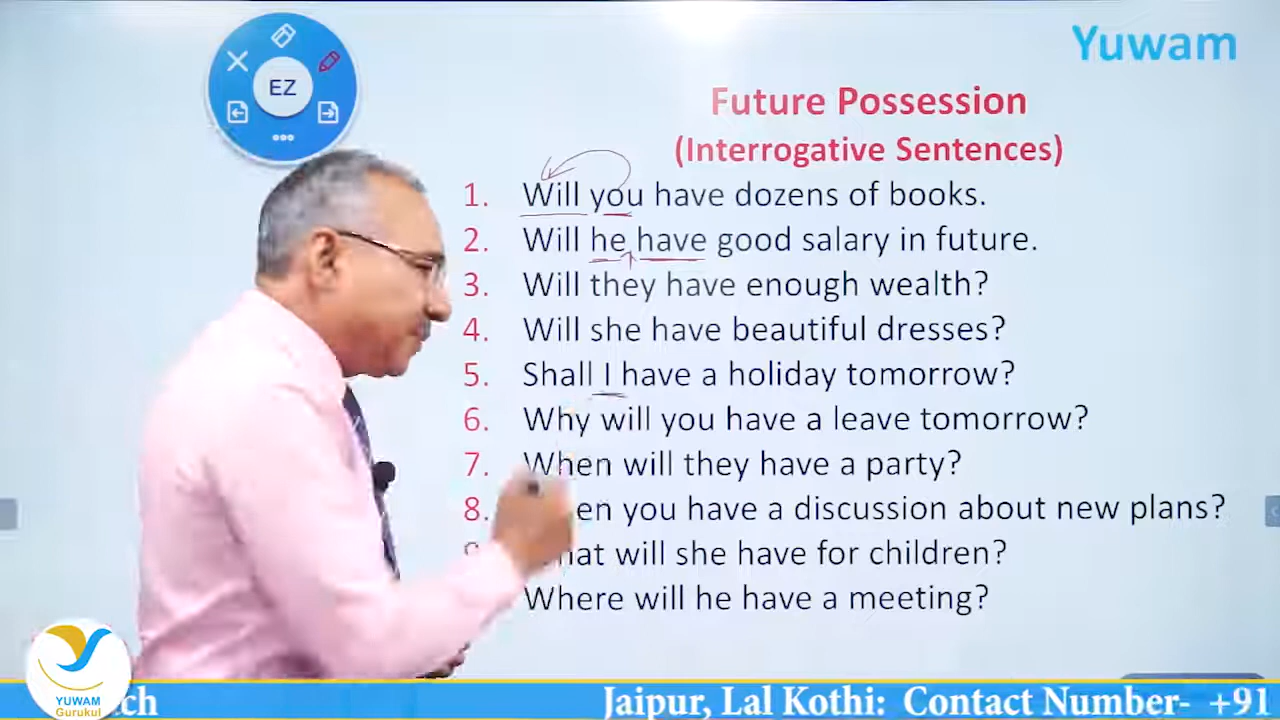 Yuwam
EZ
Future Possession
(Interrogative Sentences)
1. Will you have dozens of books.
2. Will he have good salary in future.
3. Will they have enough wealth?
4. Will she have beautiful dresses?
5. Shall I have a holiday tomorrow?
6. Why will you have a leave tomorrow?
7. When will they have a party?
8. en you have a discussion about new plans?
at will she have for children?
Where will he have a meeting?
YUWAM
Gurukul
ch Jaipur, Lal Kothi: Contact Number- +91